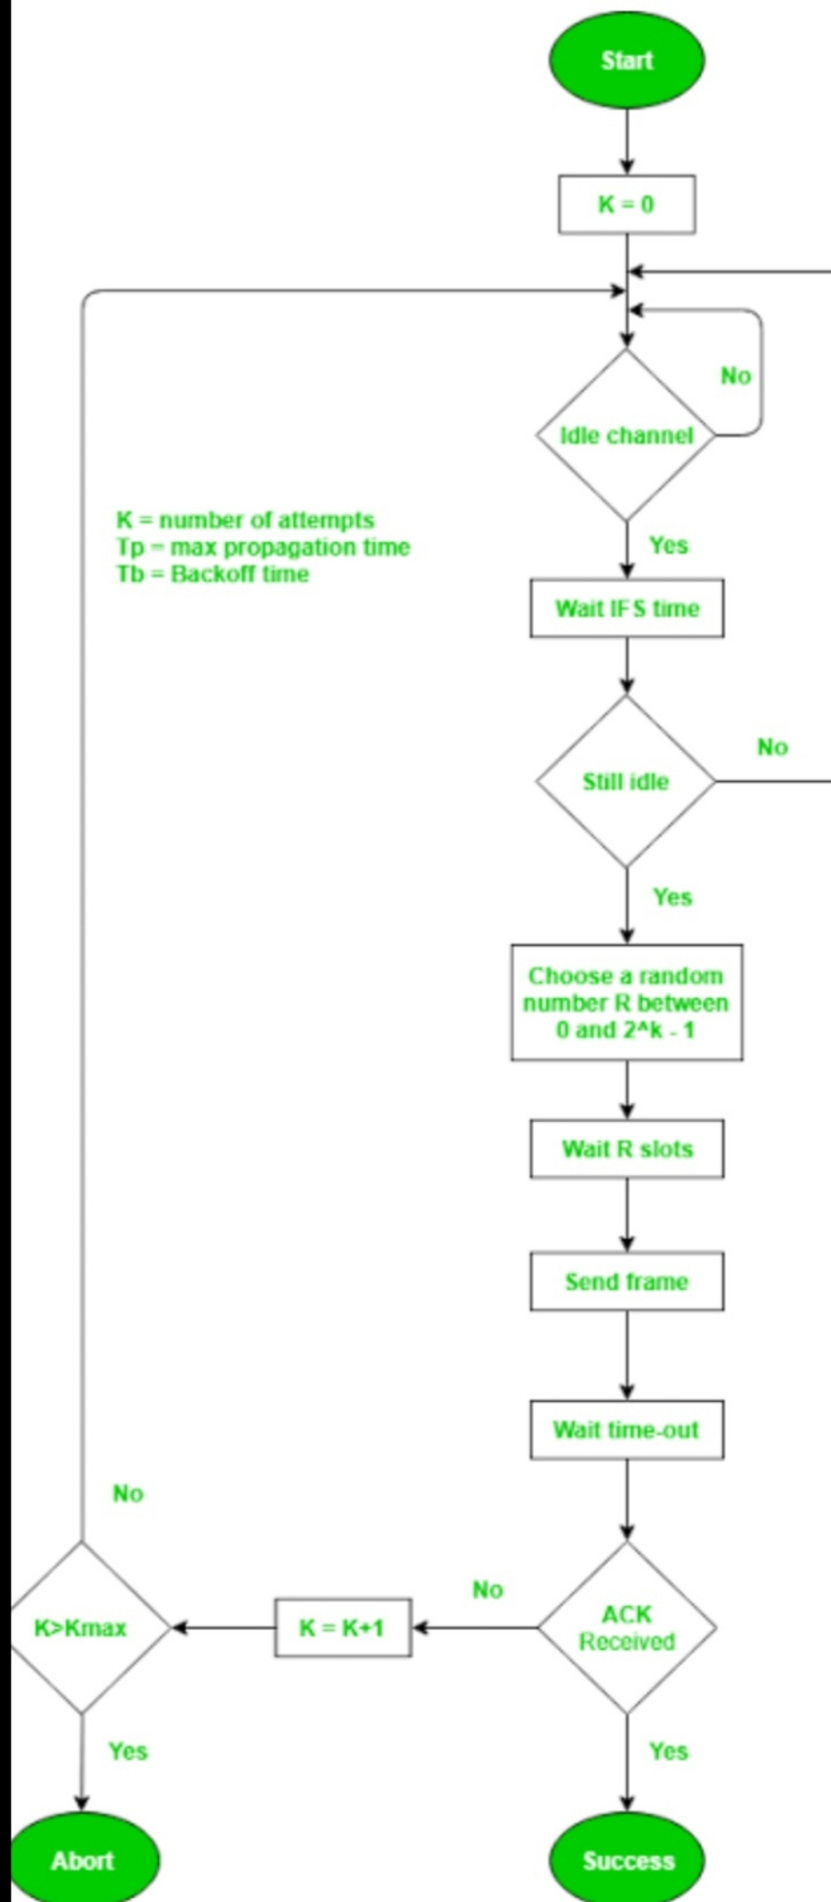 Start
K = 0
No
Idle channel
K = number of attempts
Tp = max propagation time
Tb = Backoff time
Yes
Wait IFS time
No
Still idle
Yes
Choose a random
number R between
0 and 2^k - 1
Wait R slots
Send frame
Wait time-out
No
No
K>Kmax
K = K+1
ACK
Received
Yes
Yes
Abort
Success